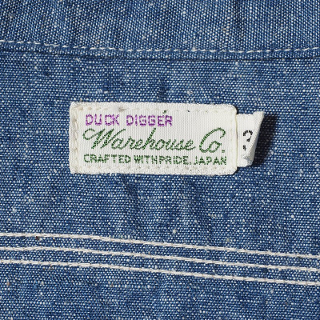 DUCK DIGGER
Warehouse Co.
CRAFTED WITH PRIDE. JAPAN